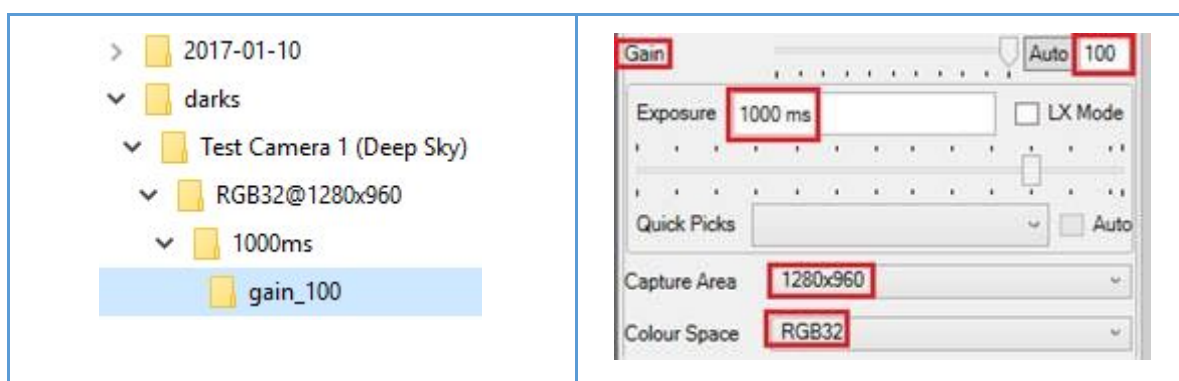 2017-01-10
darks
Test Camera 1 (Deep Sky)
RGB32@1280x960
1000ms
gain_100
Gain Auto 100
Exposure 1000 ms LX Mode
Quick Picks Auto
Capture Area 1280x960
Colour Space RGB32